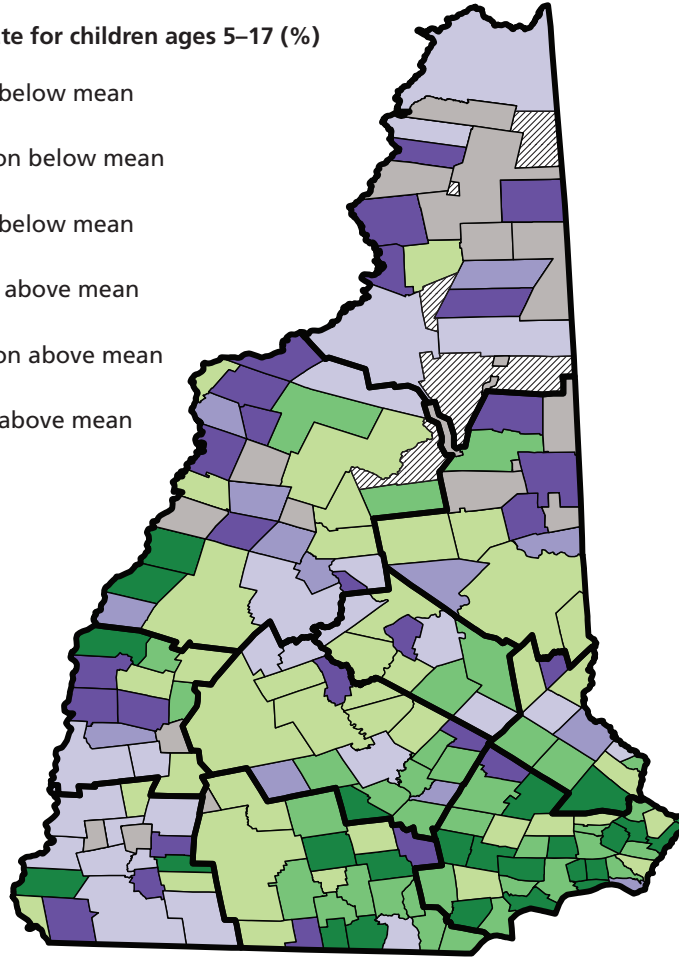 te for children ages 5–17 (%)
below mean
on below mean
below mean
above mean
on above mean
above mean